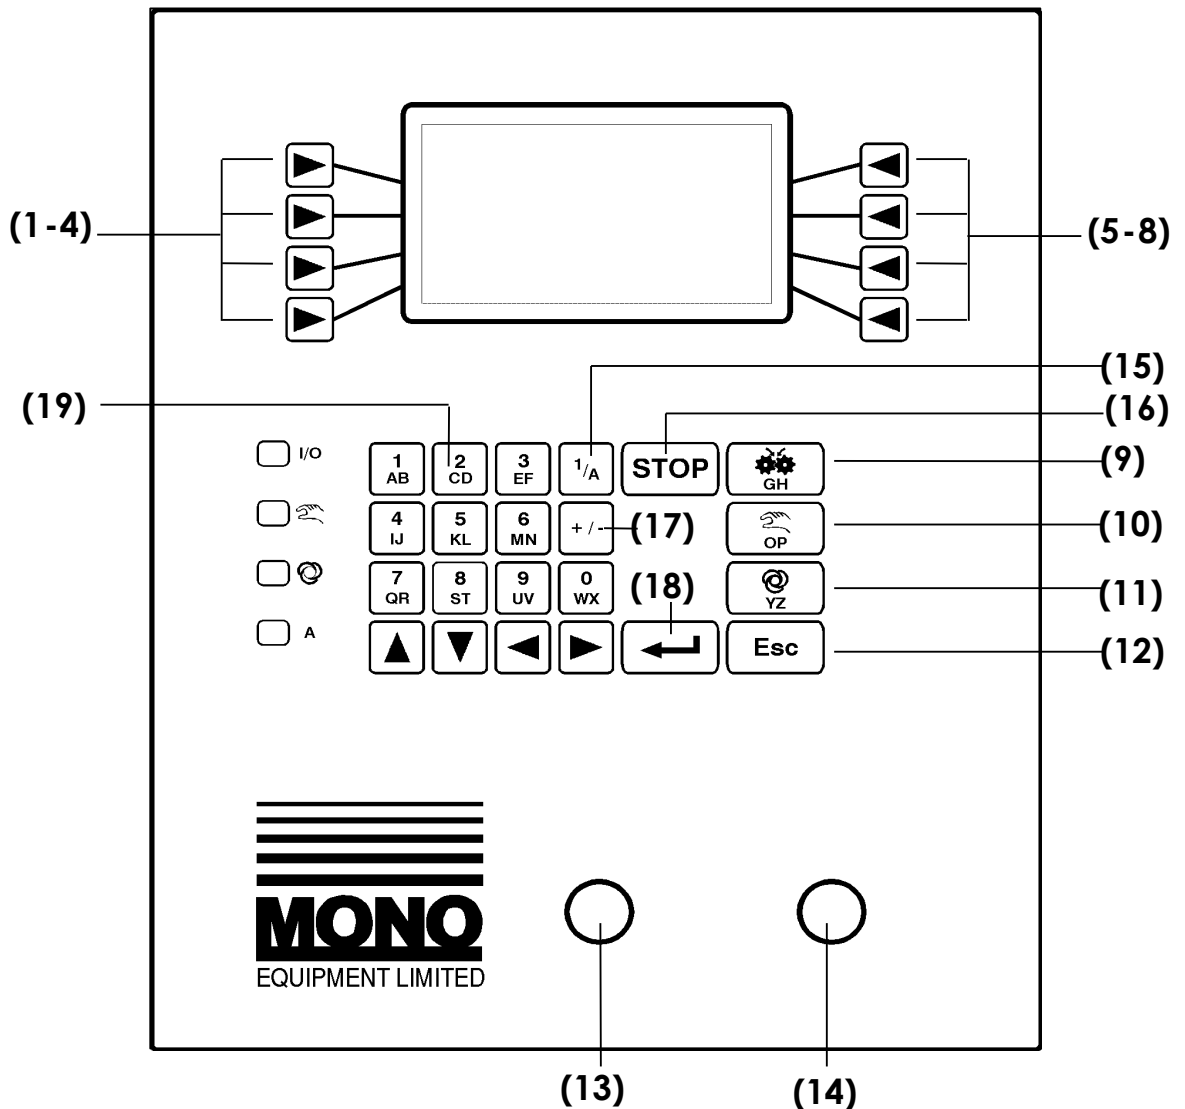 (1-4)
(5-8)
(15)
(19)
(16)
I/O
1 2 3 1/A STOP
AB CD EF GH
(9)
4 5 6 + / -
IJ KL MN OP
(17)
(10)
7 8 9 0
QR ST UV WX YZ
(18)
(11)
A
Esc
(12)
MONO
EQUIPMENT LIMITED
(13)
(14)